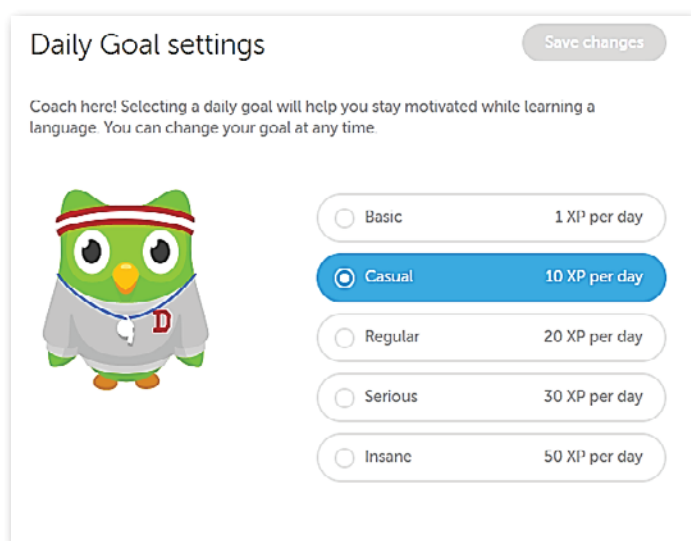 Daily Goal settings
Save changes
Coach here! Selecting a daily goal will help you stay motivated while learning a
language. You can change your goal at any time.
Basic 1 XP per day
Casual 10 XP per day
D
Regular 20 XP per day
Serious 30 XP per day
Insane 50 XP per day